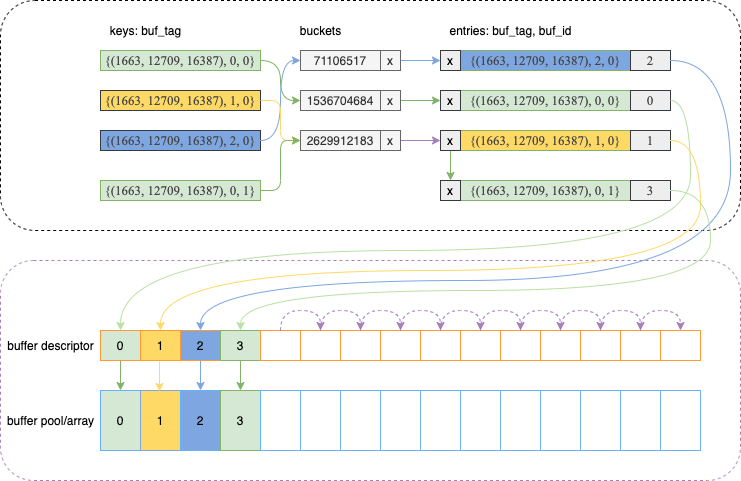 keys: buf_tag buckets entries: buf_tag, buf_id
{(1663, 12709, 16387), 0, 0} 71106517 x x {(1663, 12709, 16387), 2, 0} 2
{(1663, 12709, 16387), 1, 0} 1536704684 x x {(1663, 12709, 16387), 0, 0} 0
{(1663, 12709, 16387), 2, 0} 2629912183 x x {(1663, 12709, 16387), 1, 0} 1
{(1663, 12709, 16387), 0, 1} x {(1663, 12709, 16387), 0, 1} 3
buffer descriptor 0 1 2 3
buffer pool/array 0 1 2 3